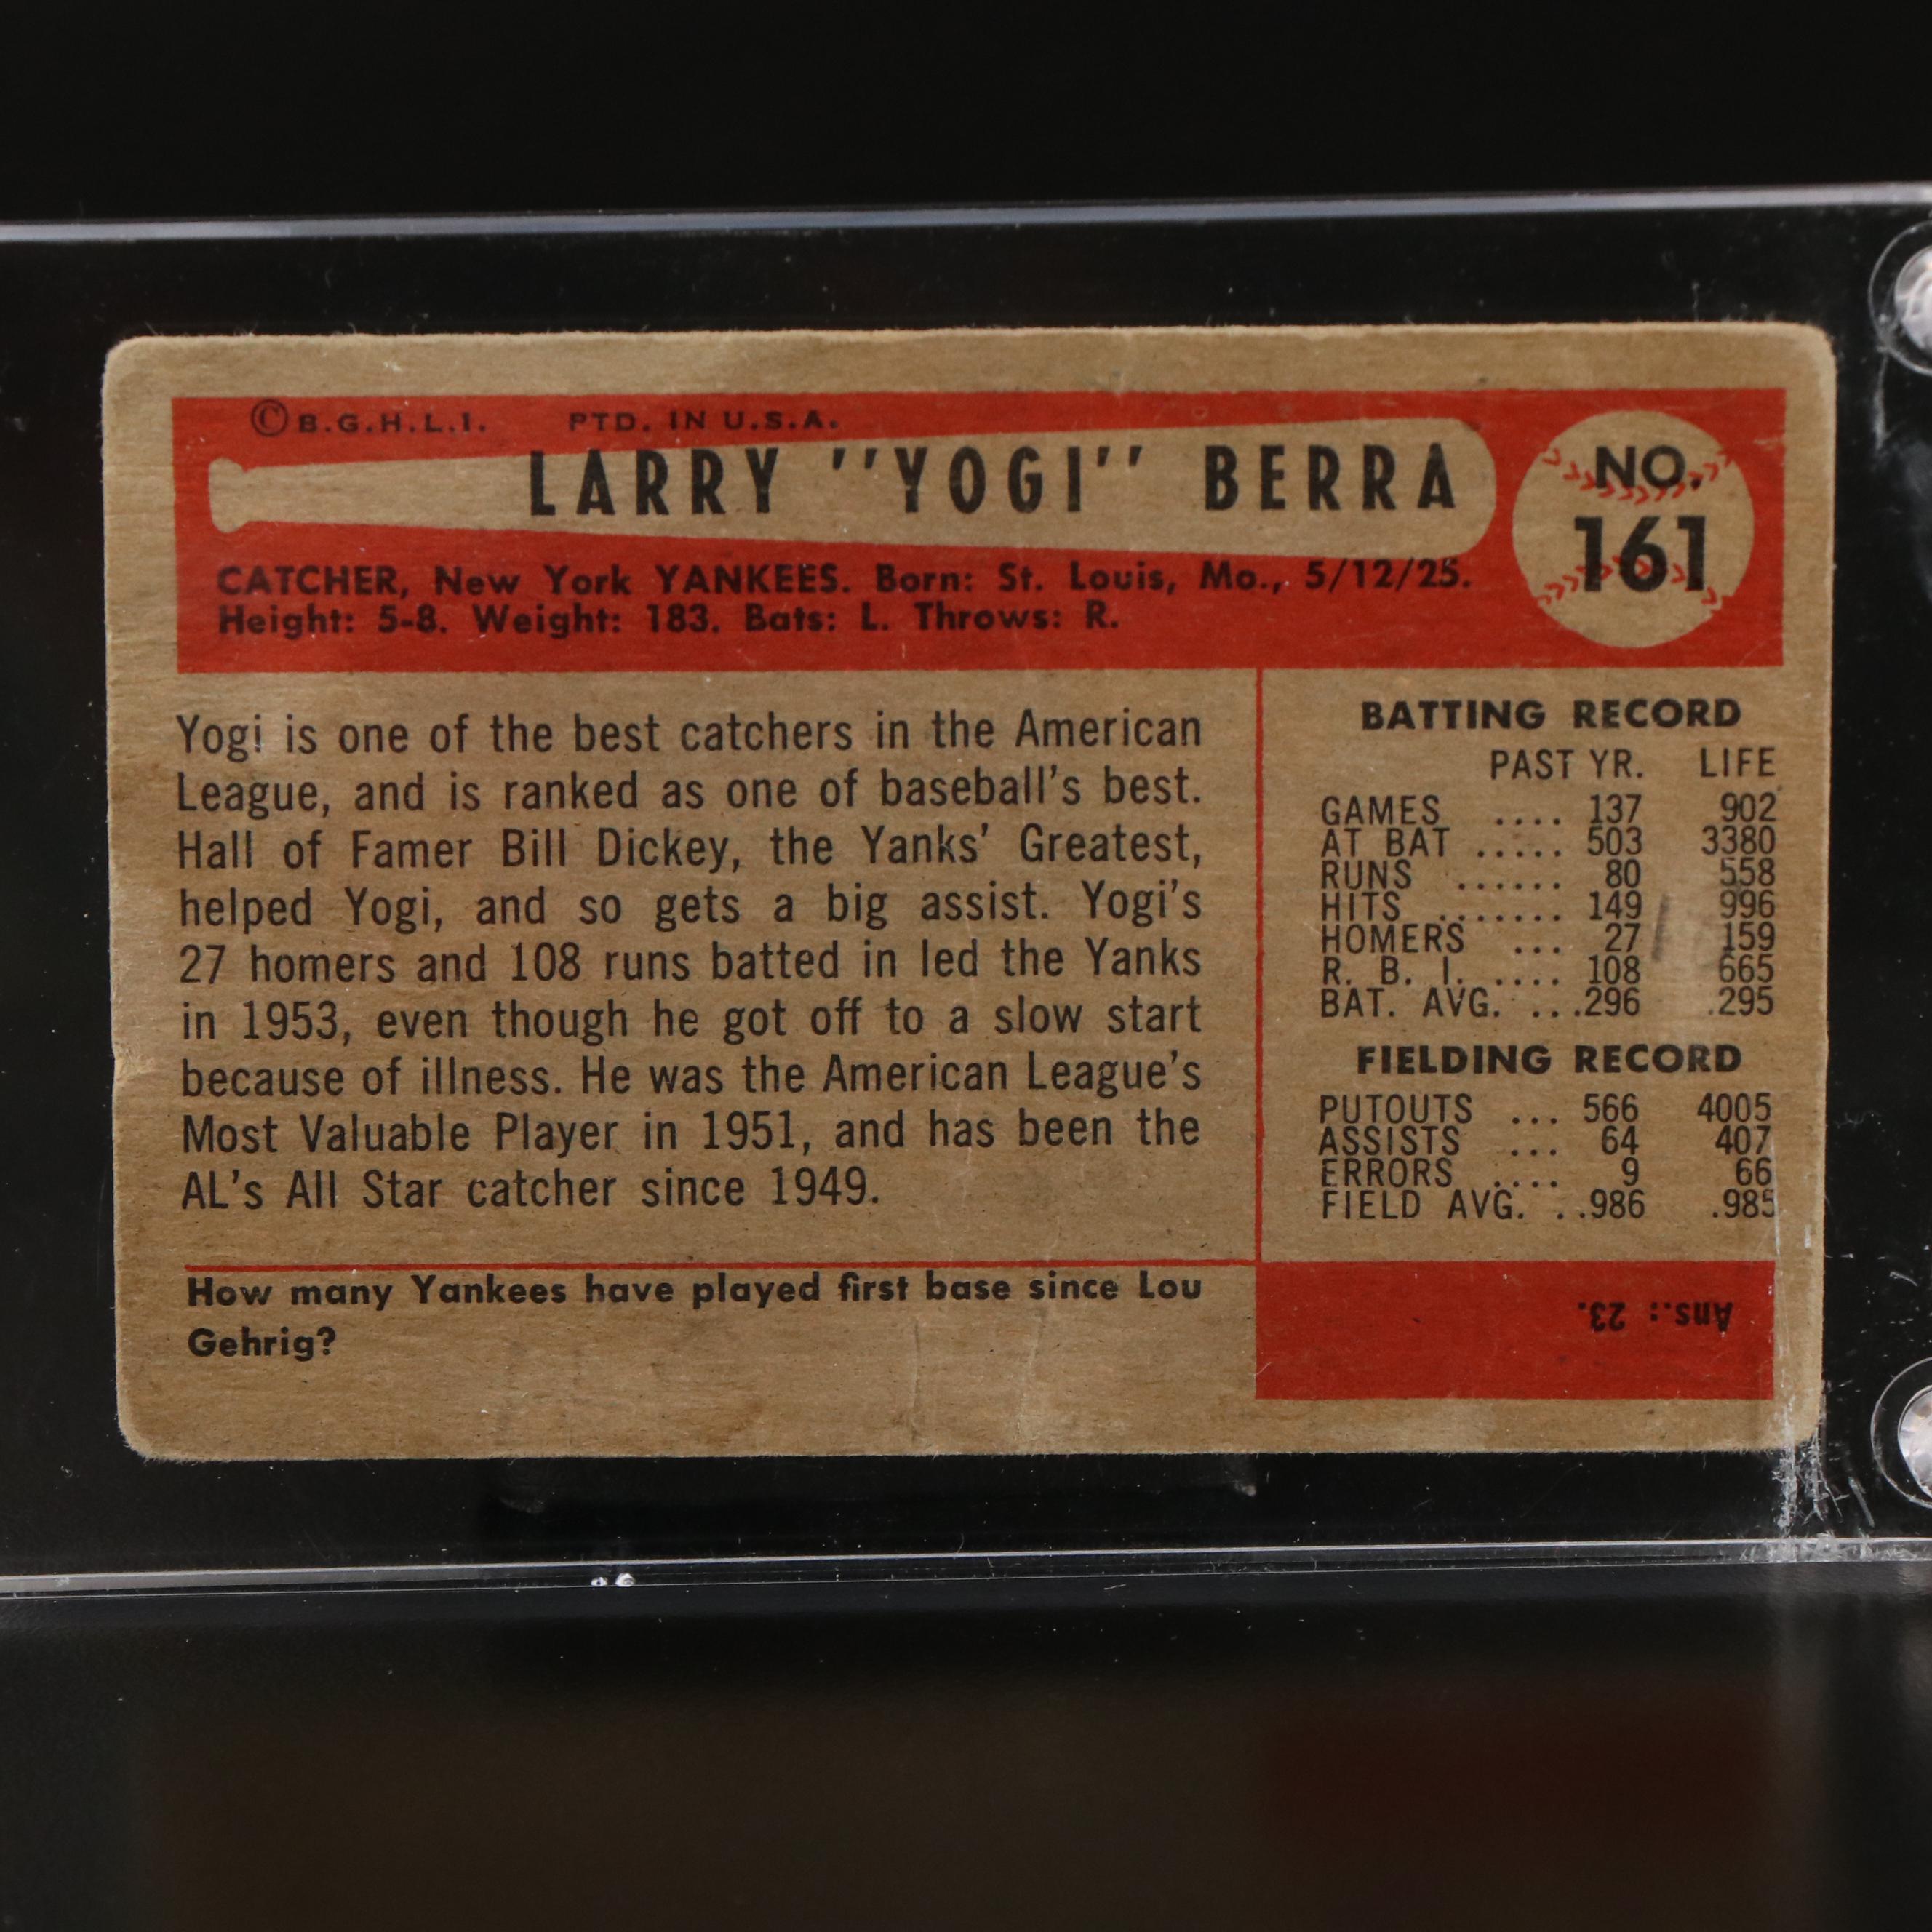 ©B.G.H.L.I. PTD. IN U.S.A.
LARRY "YOGI" BERRA
NO.
161
CATCHER, New York YANKEES. Born: St. Louis, Mo., 5/12/25.
Height: 5-8. Weight: 183. Bats: L. Throws: R.
Yogi is one of the best catchers in the American
League, and is ranked as one of baseball's best.
Hall of Famer Bill Dickey, the Yanks' Greatest,
helped Yogi, and so gets a big assist. Yogi's
27 homers and 108 runs batted in led the Yanks
in 1953, even though he got off to a slow start
because of illness. He was the American League's
Most Valuable Player in 1951, and has been the
AL's All Star catcher since 1949.
How many Yankees have played first base since Lou
Gehrig?
BATTING RECORD
PAST YR. LIFE
GAMES .... 137 902
AT BAT ..... 503 3380
RUNS ...... 80 558
HITS ....... 149 996
HOMERS ... 27 159
R. B. I. .... 108 665
BAT. AVG. ...296 .295
FIELDING RECORD
PUTOUTS ... 566 4005
ASSISTS ... 64 407
ERRORS .... 9 66
FIELD AVG. ..986 .985
Ans.: 23.